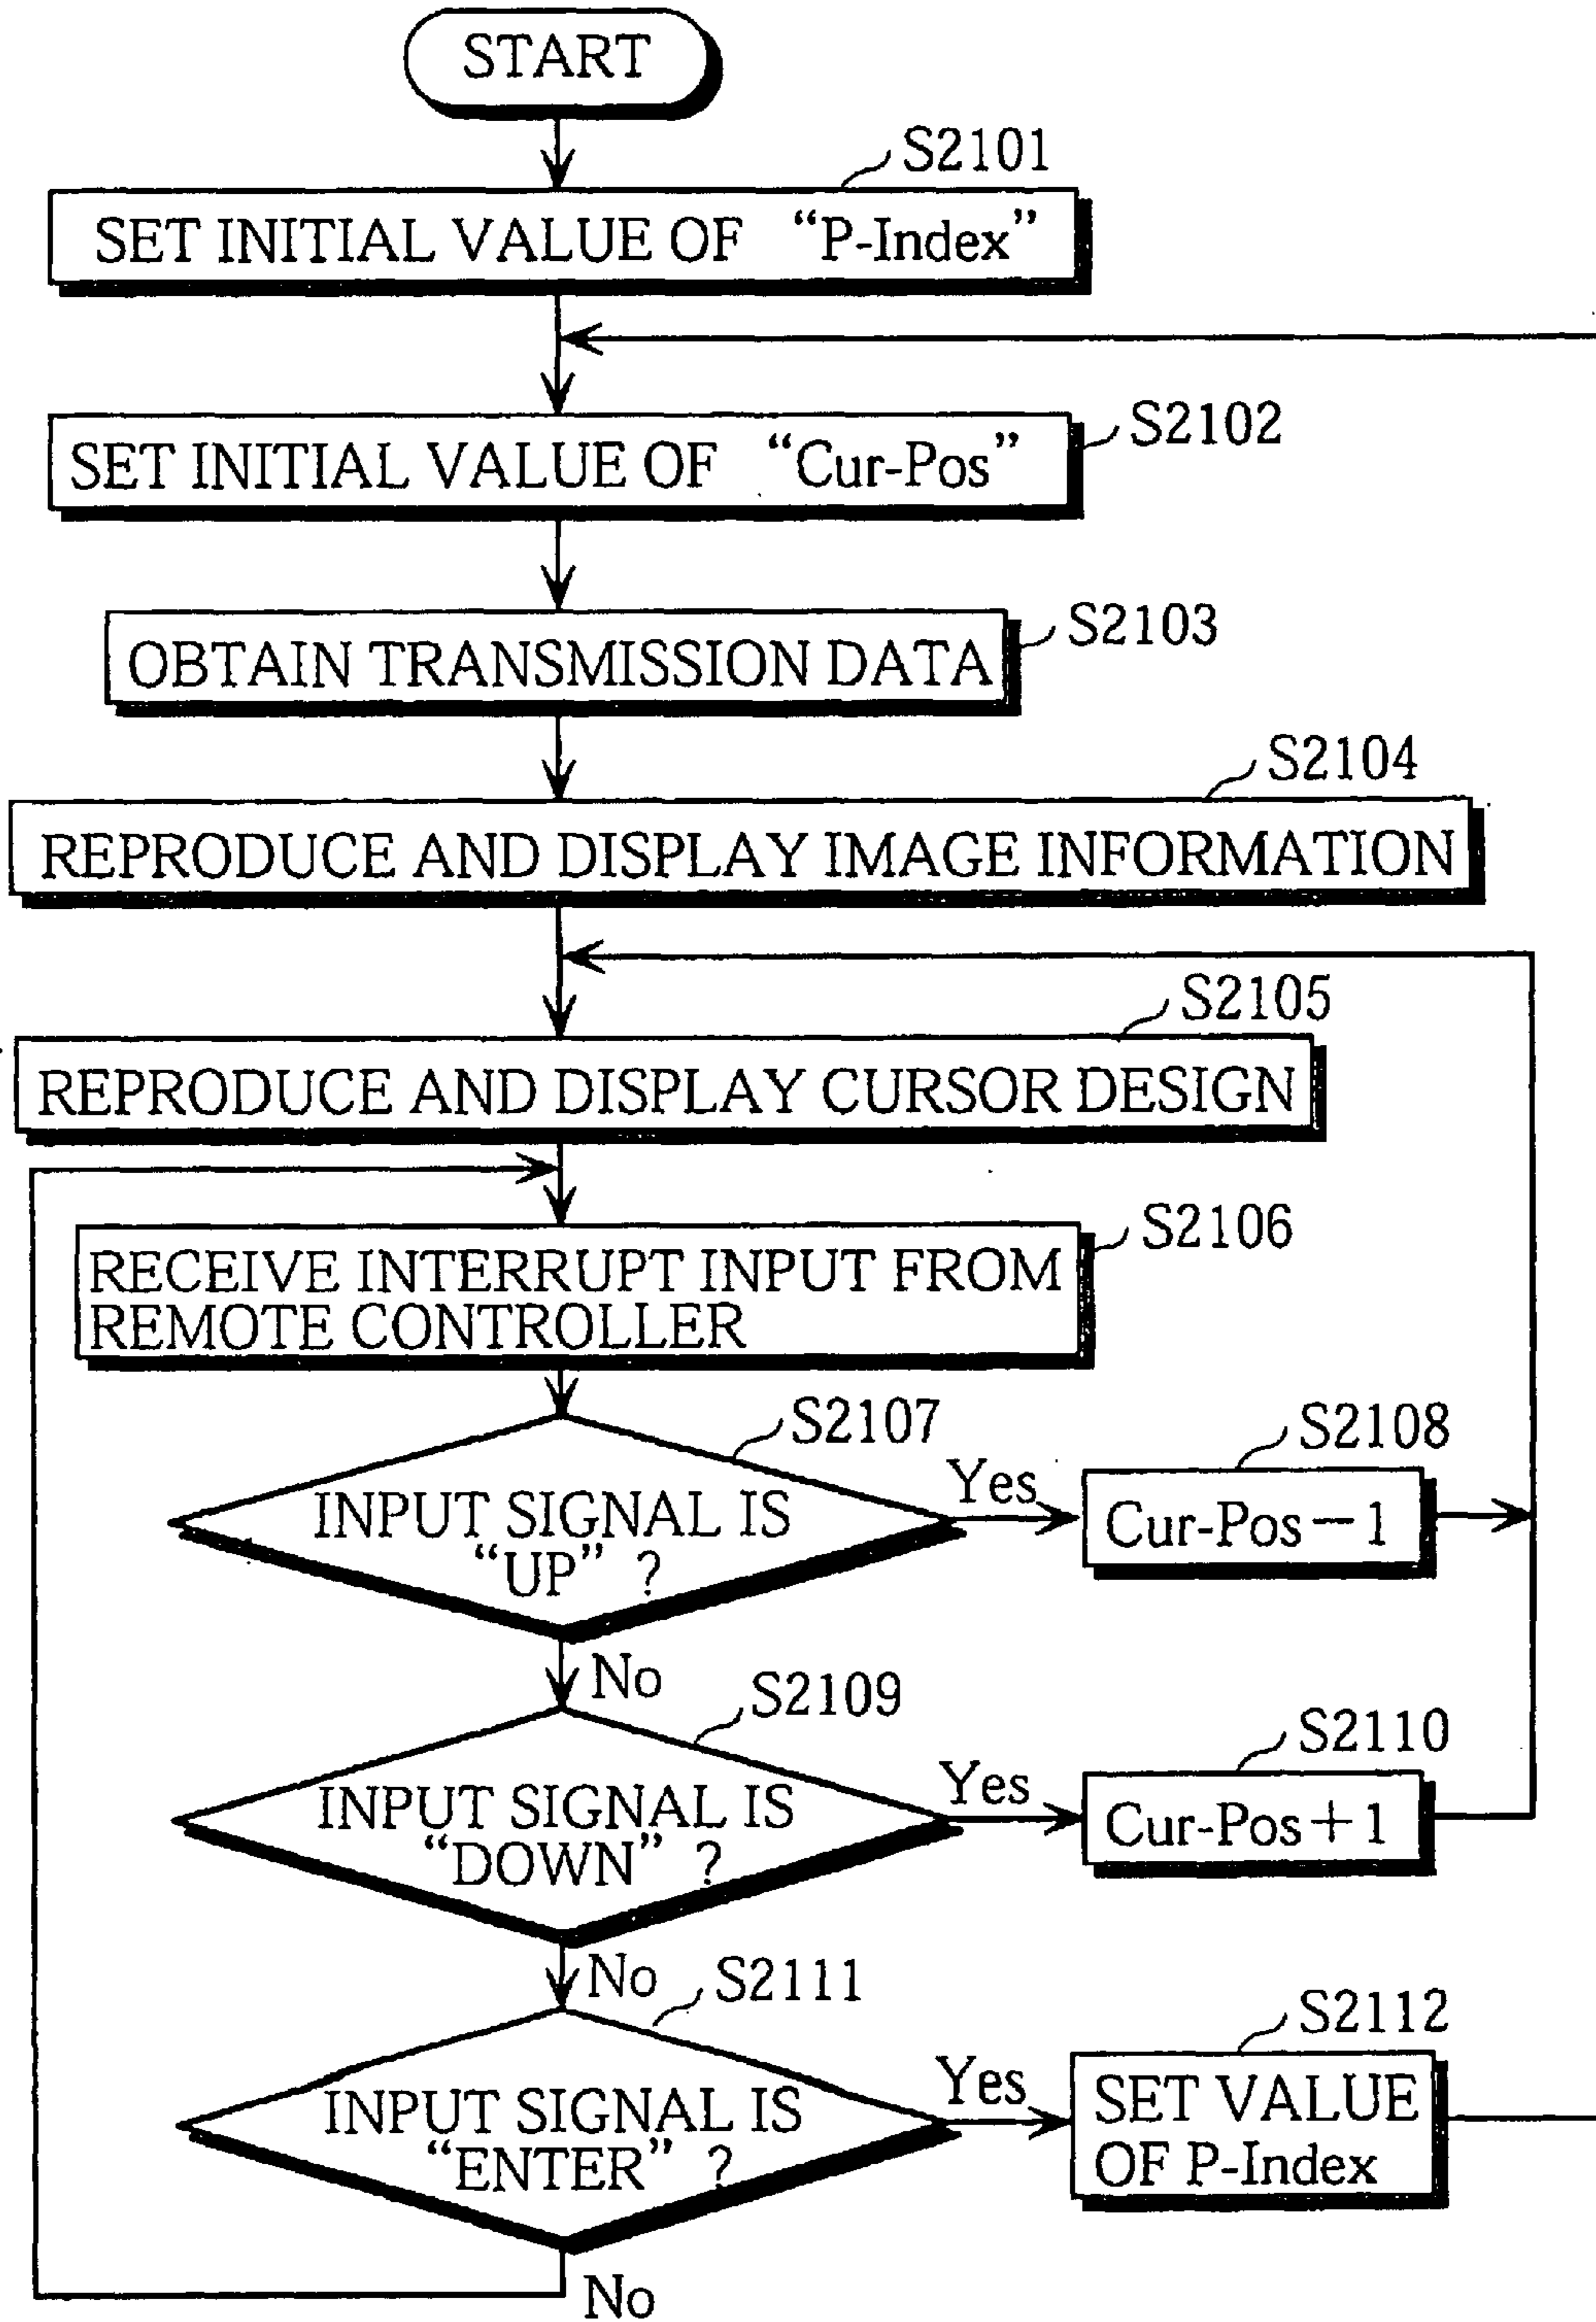 START
S2101
SET INITIAL VALUE OF “P-Index”
S2102
SET INITIAL VALUE OF “Cur-Pos”
S2103
OBTAIN TRANSMISSION DATA
S2104
REPRODUCE AND DISPLAY IMAGE INFORMATION
S2105
REPRODUCE AND DISPLAY CURSOR DESIGN
S2106
RECEIVE INTERRUPT INPUT FROM
REMOTE CONTROLLER
S2107
INPUT SIGNAL IS
“UP” ?
Yes
S2108
Cur-Pos－1
No
S2109
INPUT SIGNAL IS
“DOWN” ?
Yes
S2110
Cur-Pos＋1
No
S2111
INPUT SIGNAL IS
“ENTER” ?
Yes
S2112
SET VALUE
OF P-Index
No